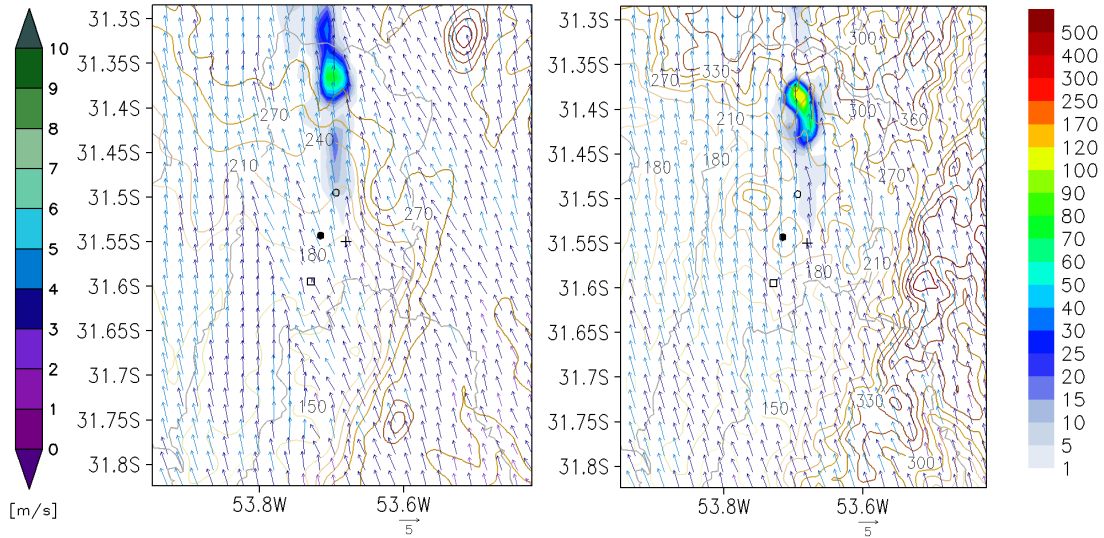 10
9
8
7
6
5
4
3
2
1
0
[m/s]
31.3S
31.35S
31.4S
31.45S
31.5S
31.55S
31.6S
31.65S
31.7S
31.75S
31.8S
270
240
210
270
180
150
53.8W
53.6W
5
31.3S
31.35S
31.4S
31.45S
31.5S
31.55S
31.6S
31.65S
31.7S
31.75S
31.8S
300
330
270
210
300
360
180
180
270
210
180
150
330
300
53.8W
53.6W
5
500
400
300
250
170
120
100
90
80
70
60
50
40
30
25
20
15
10
5
1